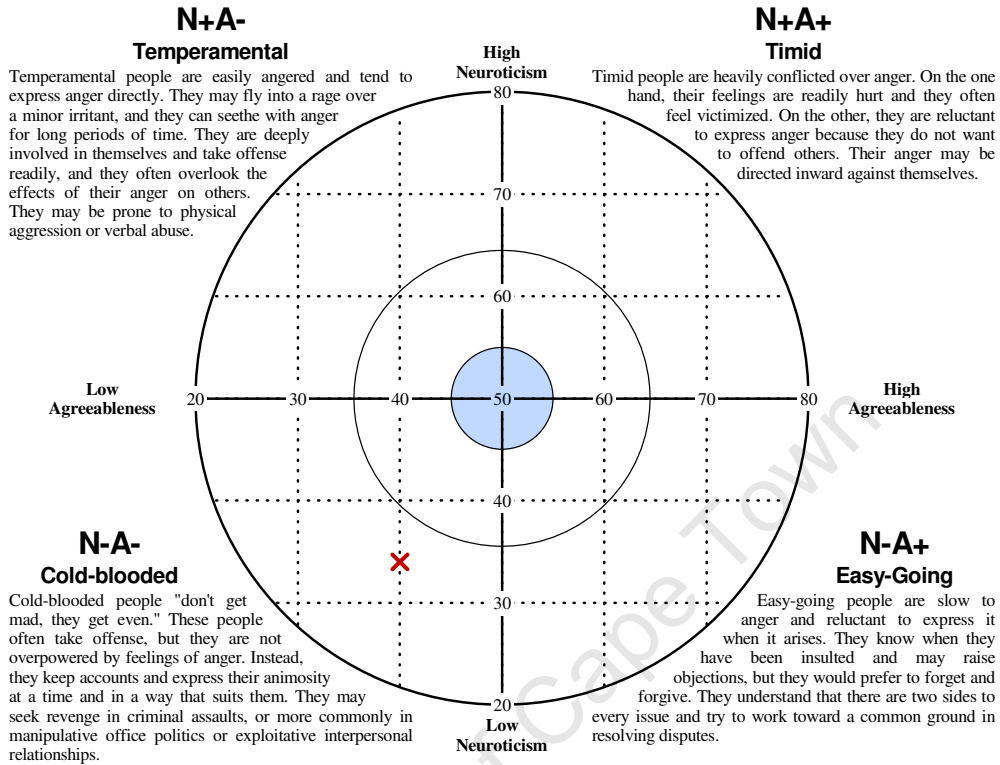 N+A-
Temperamental
Temperamental people are easily angered and tend to
express anger directly. They may fly into a rage over
a minor irritant, and they can seethe with anger
for long periods of time. They are deeply
involved in themselves and take offense
readily, and they often overlook the
effects of their anger on others.
They may be prone to physical
aggression or verbal abuse.
High
Neuroticism
N+A+
Timid
Timid people are heavily conflicted over anger. On the one
hand, their feelings are readily hurt and they often
feel victimized. On the other, they are reluctant
to express anger because they do not want
to offend others. Their anger may be
directed inward against themselves.
80
70
60
Low
Agreeableness
20 30 40 50 60 70 80
High
Agreeableness
40
30
20
Low
Neuroticism
N-A-
Cold-blooded
Cold-blooded people "don't get
mad, they get even." These people
often take offense, but they are not
overpowered by feelings of anger. Instead,
they keep accounts and express their animosity
at a time and in a way that suits them. They may
seek revenge in criminal assaults, or more commonly in
manipulative office politics or exploitative interpersonal
relationships.
N-A+
Easy-Going
Easy-going people are slow to
anger and reluctant to express it
when it arises. They know when they
have been insulted and may raise
objections, but they would prefer to forget and
forgive. They understand that there are two sides to
every issue and try to work toward a common ground in
resolving disputes.
of Cape Town